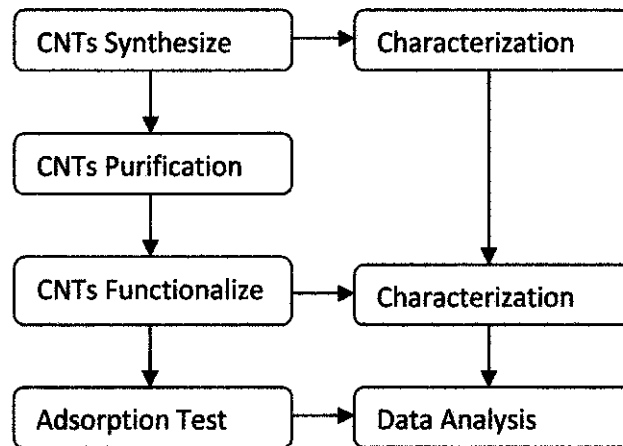 CNTs Synthesize
Characterization
CNTs Purification
CNTs Functionalize
Characterization
Adsorption Test
Data Analysis